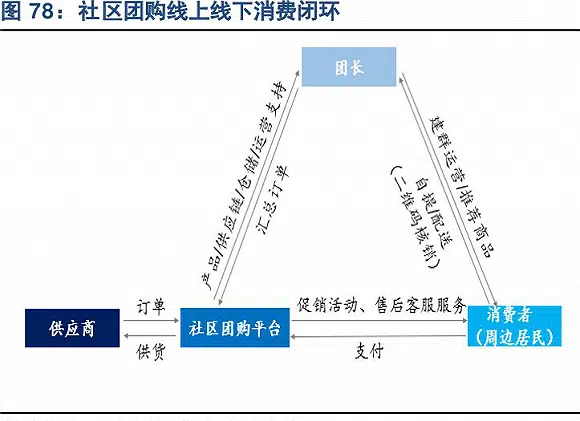 图 78：社区团购线上线下消费闭环
团长
产品/供应链/仓储/运营支持
汇总订单
建群运营/推荐商品
自提/配送
（二维码核销）
订单
促销活动、售后客服服务
供应商
社区团购平台
消费者
（周边居民）
供货
支付